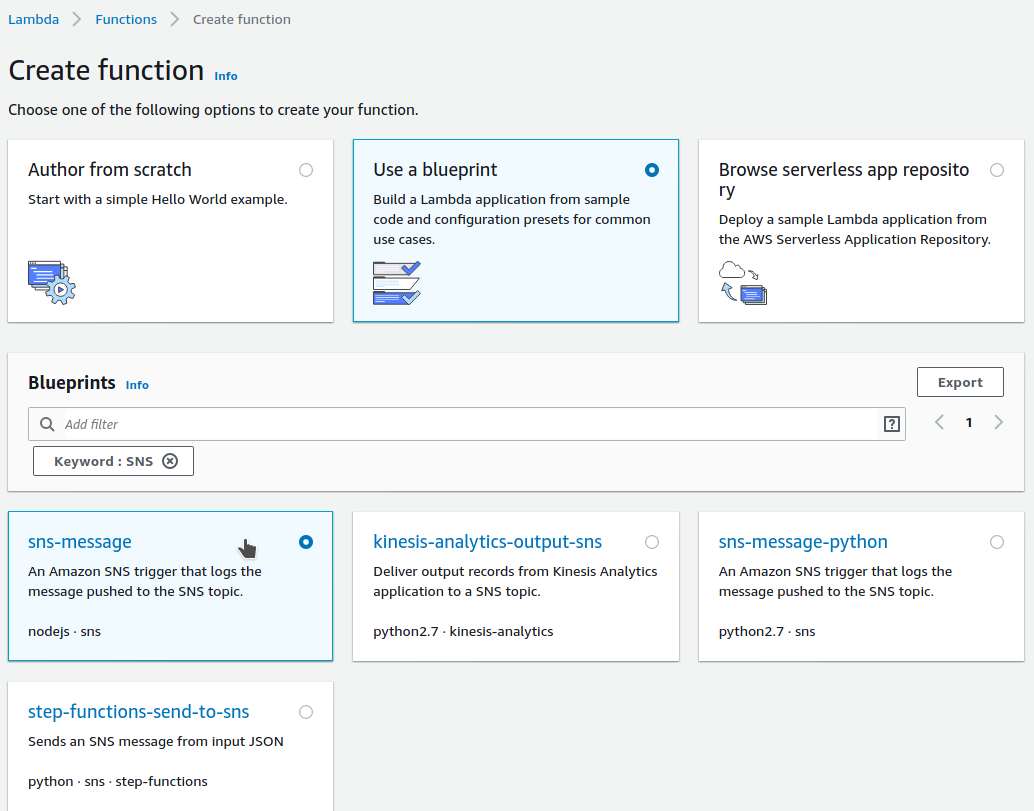 Lambda > Functions > Create function
Create function Info
Choose one of the following options to create your function.
Author from scratch
Start with a simple Hello World example.
Use a blueprint
Build a Lambda application from sample
code and configuration presets for common
use cases.
Browse serverless app reposito
ry
Deploy a sample Lambda application from
the AWS Serverless Application Repository.
Blueprints Info
Export
Add filter
?
1
Keyword : SNS
sns-message
An Amazon SNS trigger that logs the
message pushed to the SNS topic.
nodejs · sns
kinesis-analytics-output-sns
Deliver output records from Kinesis Analytics
application to a SNS topic.
python2.7 · kinesis-analytics
sns-message-python
An Amazon SNS trigger that logs the
message pushed to the SNS topic.
python2.7 · sns
step-functions-send-to-sns
Sends an SNS message from input JSON
python · sns · step-functions